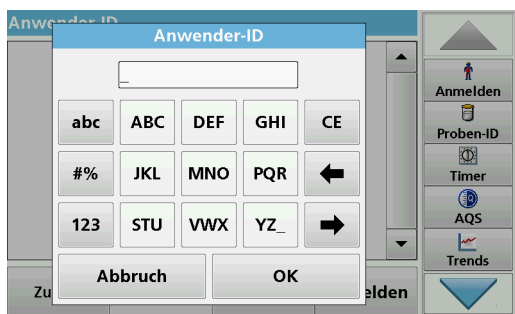 Anwender ID
Anwender-ID
_
abc ABC DEF GHI CE
#% JKL MNO PQR
123 STU VWX YZ_
Abbruch OK
Anmelden
Proben-ID
Timer
AQS
Trends